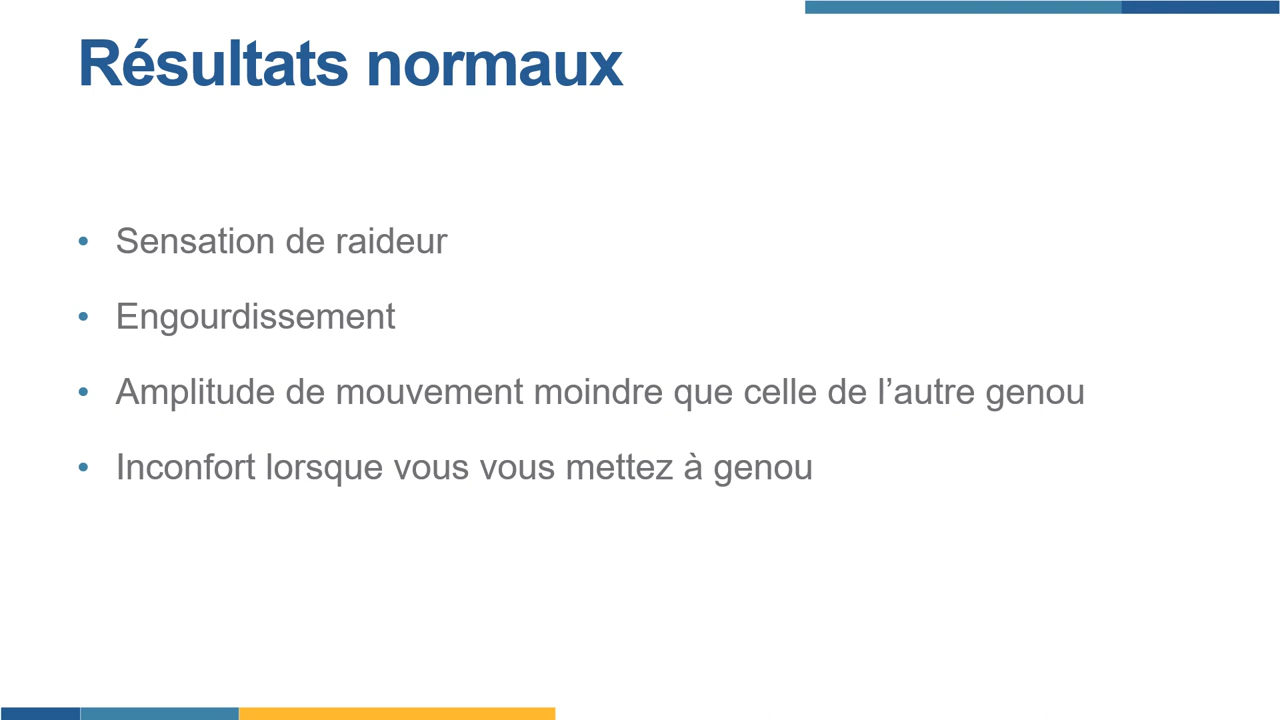 Résultats normaux
• Sensation de raideur
• Engourdissement
• Amplitude de mouvement moindre que celle de l’autre genou
• Inconfort lorsque vous vous mettez à genou